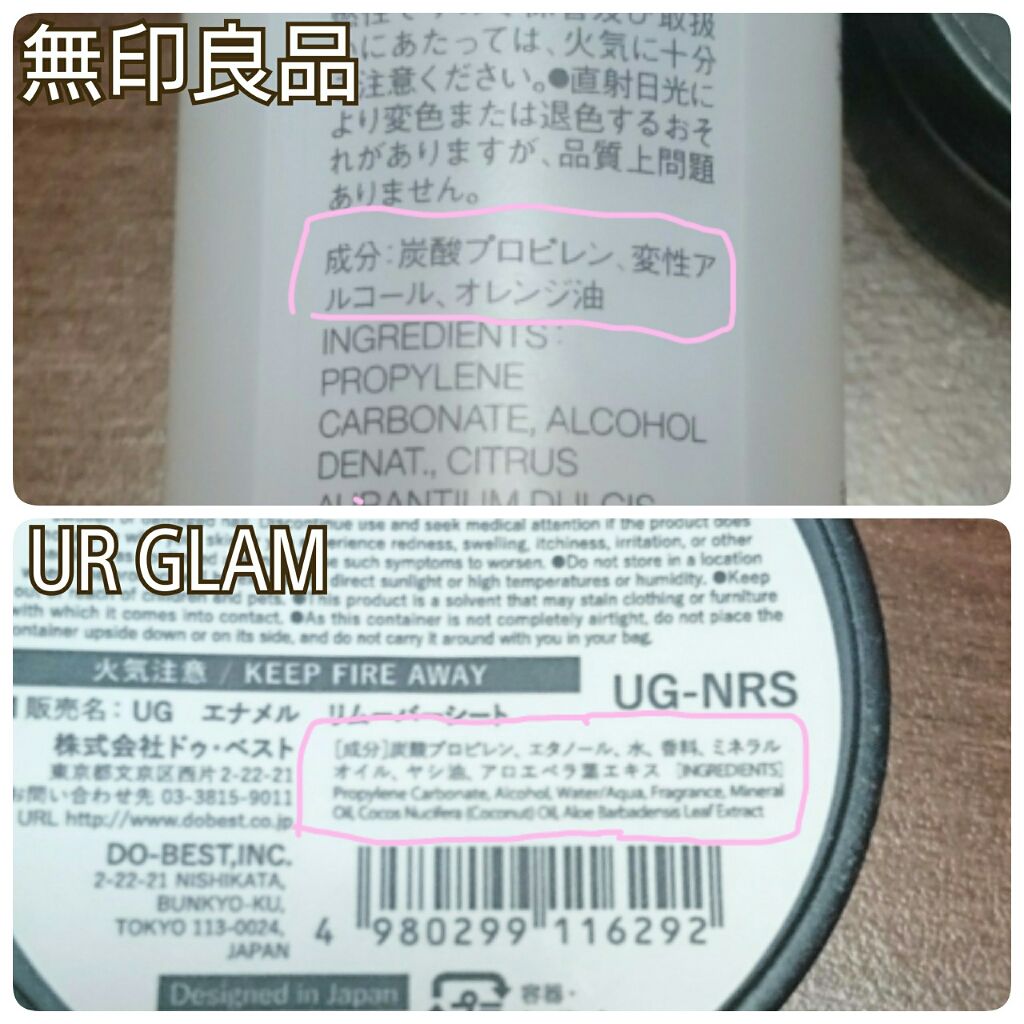 無印良品
にあたっては、火気に十分
注意ください。●直射日光に
より変色または退色するおそ
れがありますが、品質上問題
ありません。
成分:炭酸プロピレン、変性ア
ルコール、オレンジ油
INGREDIENTS:
PROPYLENE
CARBONATE, ALCOHOL
DENAT., CITRUS
AURANTIUM DULCIS
UR GLAM
use and seek medical attention if the product does
experience redness, swelling, itchiness, irritation, or other
such symptoms to worsen. ●Do not store in a location
direct sunlight or high temperatures or humidity. ●Keep
and pets. ●This product is a solvent that may stain clothing or furniture
with which it comes into contact. ●As this container is not completely airtight, do not place the
container upside down or on its side, and do not carry it around with you in your bag.
火気注意 / KEEP FIRE AWAY
UG-NRS
販売名:UG エナメル リムーバーシート
株式会社ドゥ・ベスト
東京都文京区西片2-22-21
お問い合わせ先 03-3815-9011
URL http://www.dobest.co.jp
[成分]炭酸プロピレン、エタノール、水、香料、ミネラル
オイル、ヤシ油、アロエベラ葉エキス [INGREDIENTS]
Propylene Carbonate, Alcohol, Water/Aqua, Fragrance, Mineral
Oil, Cocos Nucifera (Coconut) Oil, Aloe Barbadensis Leaf Extract
DO-BEST,INC.
2-22-21 NISHIKATA,
BUNKYO-KU,
TOKYO 113-0024,
JAPAN
4 980299 116292
Designed in Japan
容器・